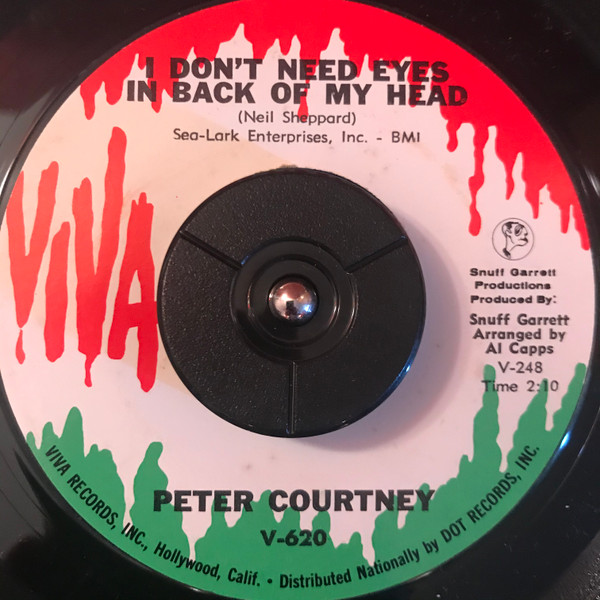 I DON'T NEED EYES
IN BACK OF MY HEAD
(Neil Sheppard)
Sea-Lark Enterprises, Inc. - BMI
VIVA
Snuff Garrett
Productions
Produced By:
Snuff Garrett
Arranged by
Al Capps
V-248
Time 2:10
PETER COURTNEY
V-620
VIVA RECORDS, INC., Hollywood, Calif. • Distributed Nationally by DOT RECORDS, INC.